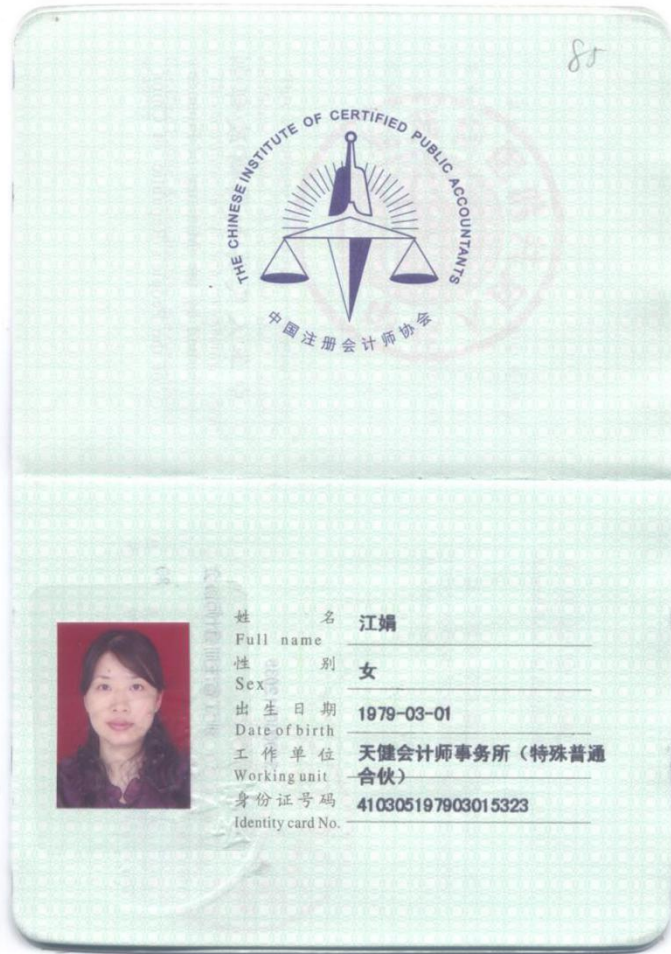 85
THE CHINESE INSTITUTE OF CERTIFIED PUBLIC ACCOUNTANTS
中国注册会计师协会
姓 名 江娟
Full name
性 别 女
Sex
出生日期 1979-03-01
Date of birth
工作单位 天健会计师事务所（特殊普通
Working unit 合伙）
身份证号码 410305197903015323
Identity card No.